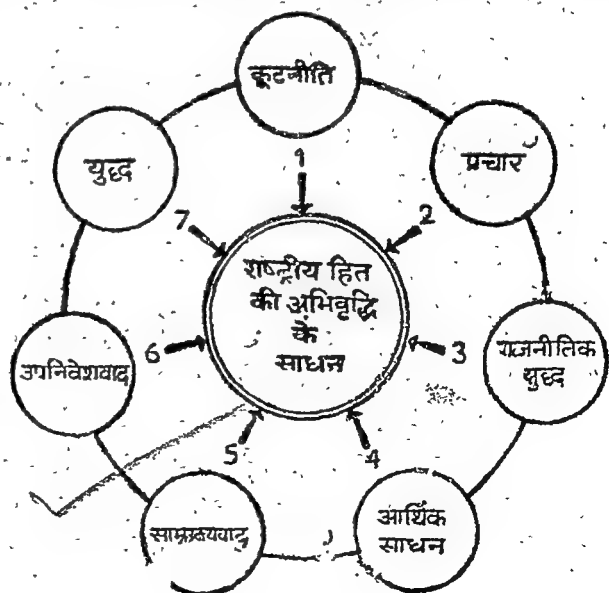 कूटनीति
1
प्रचार
2
राजनीतिक
युद्ध
3
आर्थिक
साधन
4
साम्राज्यवाद
5
उपनिवेशवाद
6
युद्ध
7
राष्ट्रीय हित
की अभिवृद्धि
के
साधन